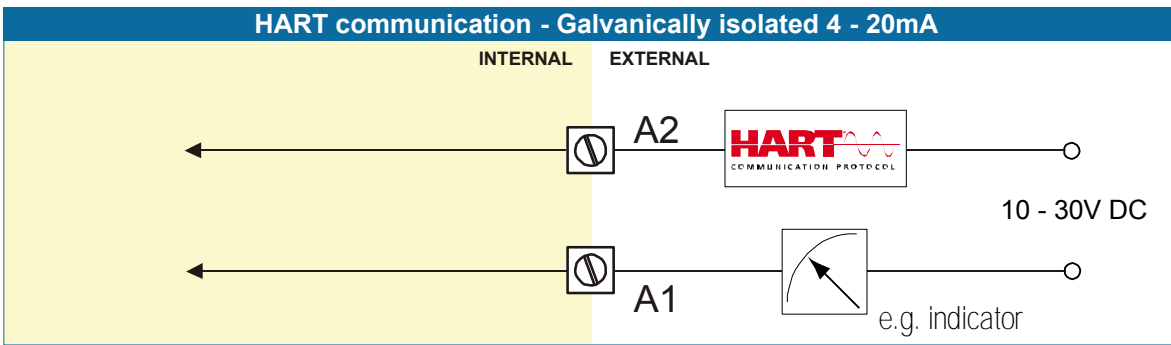 HART communication - Galvanically isolated 4 - 20mA
INTERNAL EXTERNAL
A2
HART
COMMUNICATION PROTOCOL
10 - 30V DC
A1
e.g. indicator